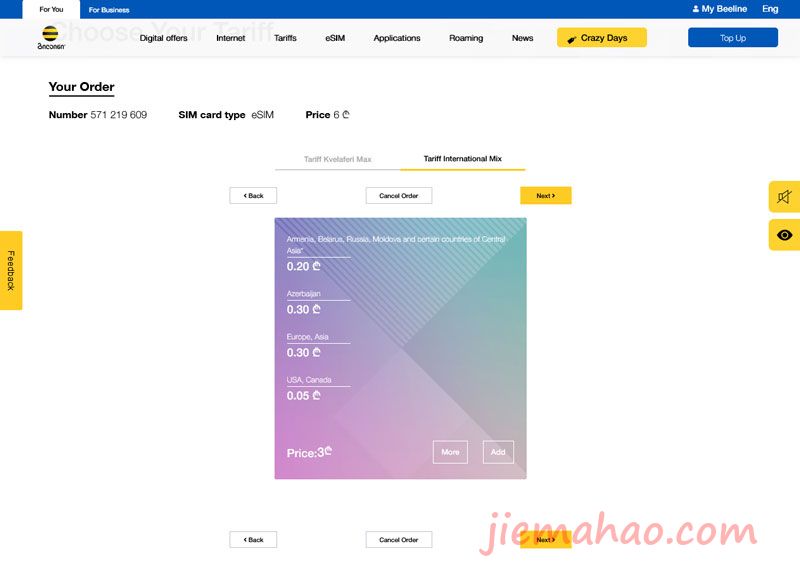 For You
For Business
My Beeline
Eng
Choose Your Tariff
ბილაინი
Digital offers
Internet
Tariffs
eSIM
Applications
Roaming
News
Crazy Days
Top Up
Your Order
Number 571 219 609
SIM card type eSIM
Price 6 ₾
Tariff Kvelaferi Max
Tariff International Mix
‹ Back
Cancel Order
Next ›
Armenia, Belarus, Russia, Moldova and certain countries of Central
Asia*
0.20 ₾
Azerbaijan
0.30 ₾
Europe, Asia
0.30 ₾
USA, Canada
0.05 ₾
Price:3₾
More
Add
Feedback
‹ Back
Cancel Order
Next ›
jiemahao.com